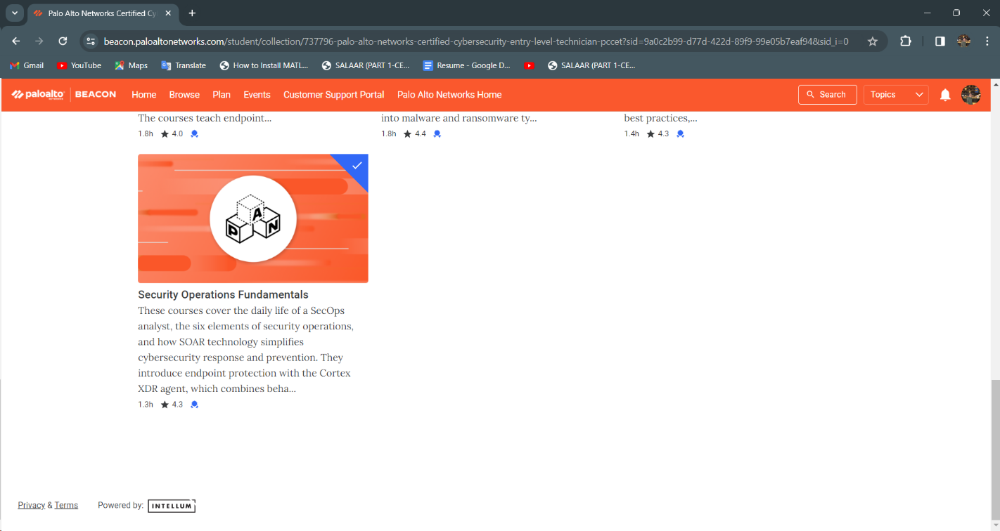 Palo Alto Networks Certified Cy
beacon.paloaltonetworks.com/student/collection/737796-palo-alto-networks-certified-cybersecurity-entry-level-technician-pccet?sid=9a0c2b99-d77d-422d-89f9-99e05b7eaf94&sid_i=0
Gmail YouTube Maps Translate How to Install MATL... SALAAR (PART 1-CE... Resume - Google D... SALAAR (PART 1-CE...
paloalto NETWORKS BEACON Home Browse Plan Events Customer Support Portal Palo Alto Networks Home Search Topics
The courses teach endpoint... into malware and ransomware ty... best practices,...
1.8h 4.0 1.8h 4.4 1.4h 4.3
P A N
Security Operations Fundamentals
These courses cover the daily life of a SecOps
analyst, the six elements of security operations,
and how SOAR technology simplifies
cybersecurity response and prevention. They
introduce endpoint protection with the Cortex
XDR agent, which combines beha...
1.3h 4.3
Privacy & Terms Powered by: INTELLUM